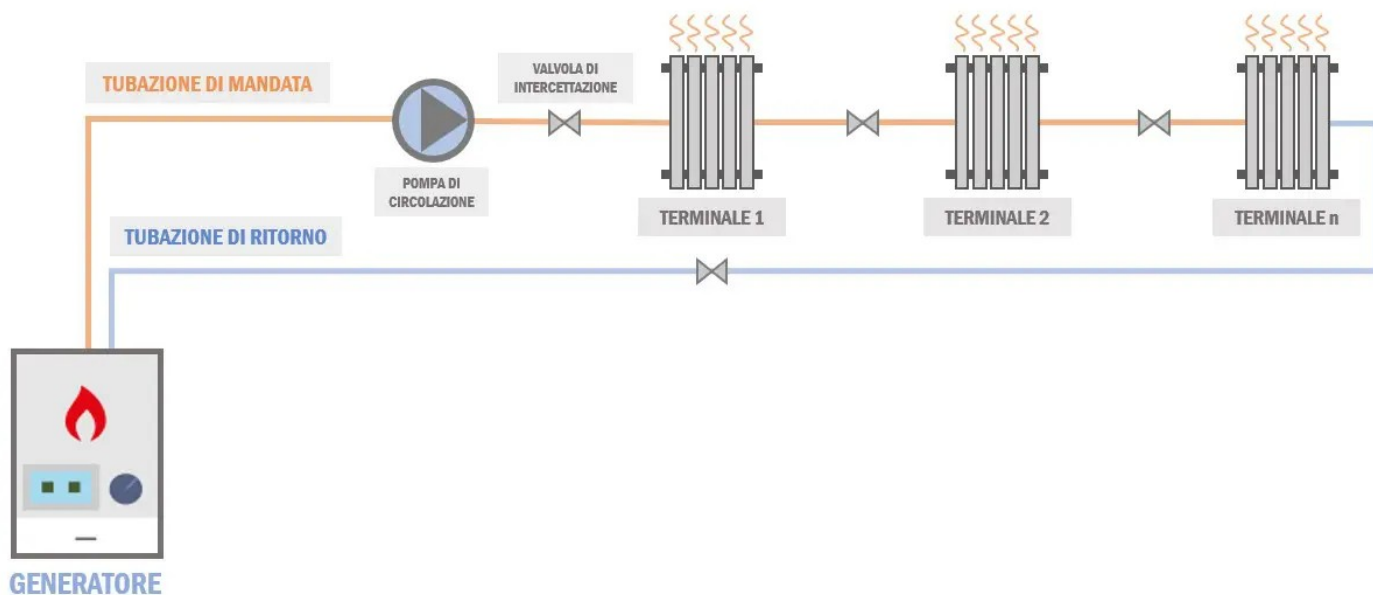 TUBAZIONE DI MANDATA
VALVOLA DI
INTERCETTAZIONE
POMPA DI
CIRCOLAZIONE
TERMINALE 1
TERMINALE 2
TERMINALE n
TUBAZIONE DI RITORNO
GENERATORE